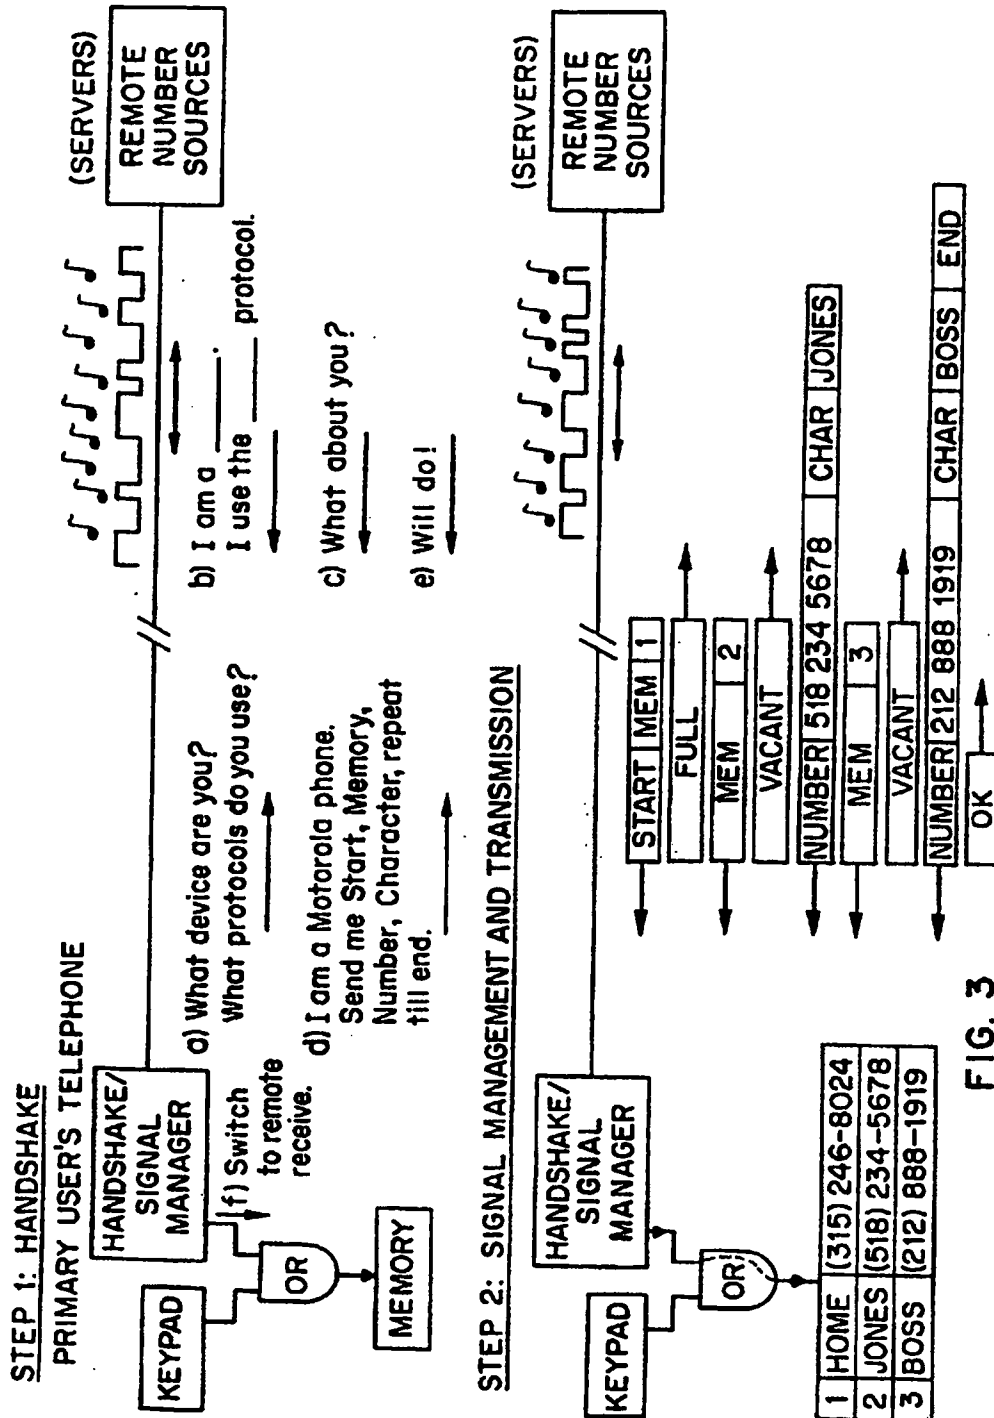 STEP 1: HANDSHAKE
PRIMARY USER'S TELEPHONE
(SERVERS)
KEYPAD
HANDSHAKE/
SIGNAL
MANAGER
REMOTE
NUMBER
SOURCES
OR
MEMORY
f) Switch
to remote
receive.
a) What device are you?
What protocols do you use?
b) I am a ______.
I use the ______ protocol.
c) What about you?
d) I am a Motorola phone.
Send me Start, Memory,
Number, Character, repeat
till end.
e) Will do!
STEP 2: SIGNAL MANAGEMENT AND TRANSMISSION
(SERVERS)
KEYPAD
HANDSHAKE/
SIGNAL
MANAGER
REMOTE
NUMBER
SOURCES
OR
START MEM 1
FULL
MEM 2
VACANT
NUMBER 518 234 5678 CHAR JONES
MEM 3
VACANT
NUMBER 212 888 1919 CHAR BOSS END
OK
1 HOME (315) 246-8024
2 JONES (518) 234-5678
3 BOSS (212) 888-1919
FIG. 3